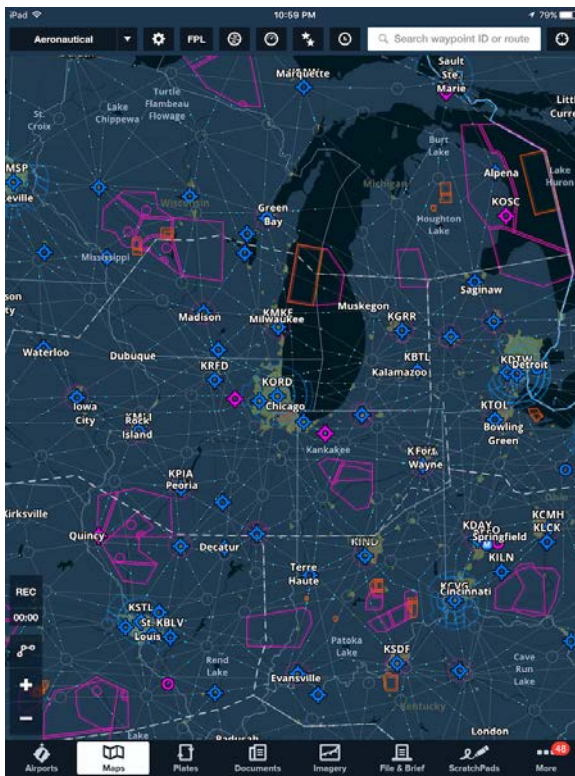 iPad
10:59 PM
79%
Aeronautical
FPL
Search waypoint ID or route
Marquette
Sault
Ste.
Marie
Turtle
Flambeau
Flowage
Lake
Chippewa
St.
Croix
Burt
Lake
MSP
Alpena
Lake
Huron
Michigan
Wisconsin
KOSC
Green
Bay
Houghton
Lake
Mississippi
Saginaw
Muskegon
Madison
KMKE
Milwaukee
KGRR
Waterloo
Dubuque
KRFD
KBTL
Kalamazoo
KDTW
Detroit
KORD
Chicago
Iowa
City
Rock
Island
KTOL
Bowling
Green
Kankakee
Fort
Wayne
KPIA
Peoria
Ohio
Kirksville
KCMH
KLCK
KDAY
Springfield
Quincy
Decatur
KIND
KILN
Terre
Haute
REC
00:00
KCVG
Cincinnati
KSTL
St.
Louis
KBLV
Patoka
Lake
Rend
Lake
KSDF
Cave
Run
Lake
Evansville
Kentucky
London
Lake
Paducah
Airports
Maps
Plates
Documents
Imagery
File & Brief
ScratchPads
More
48